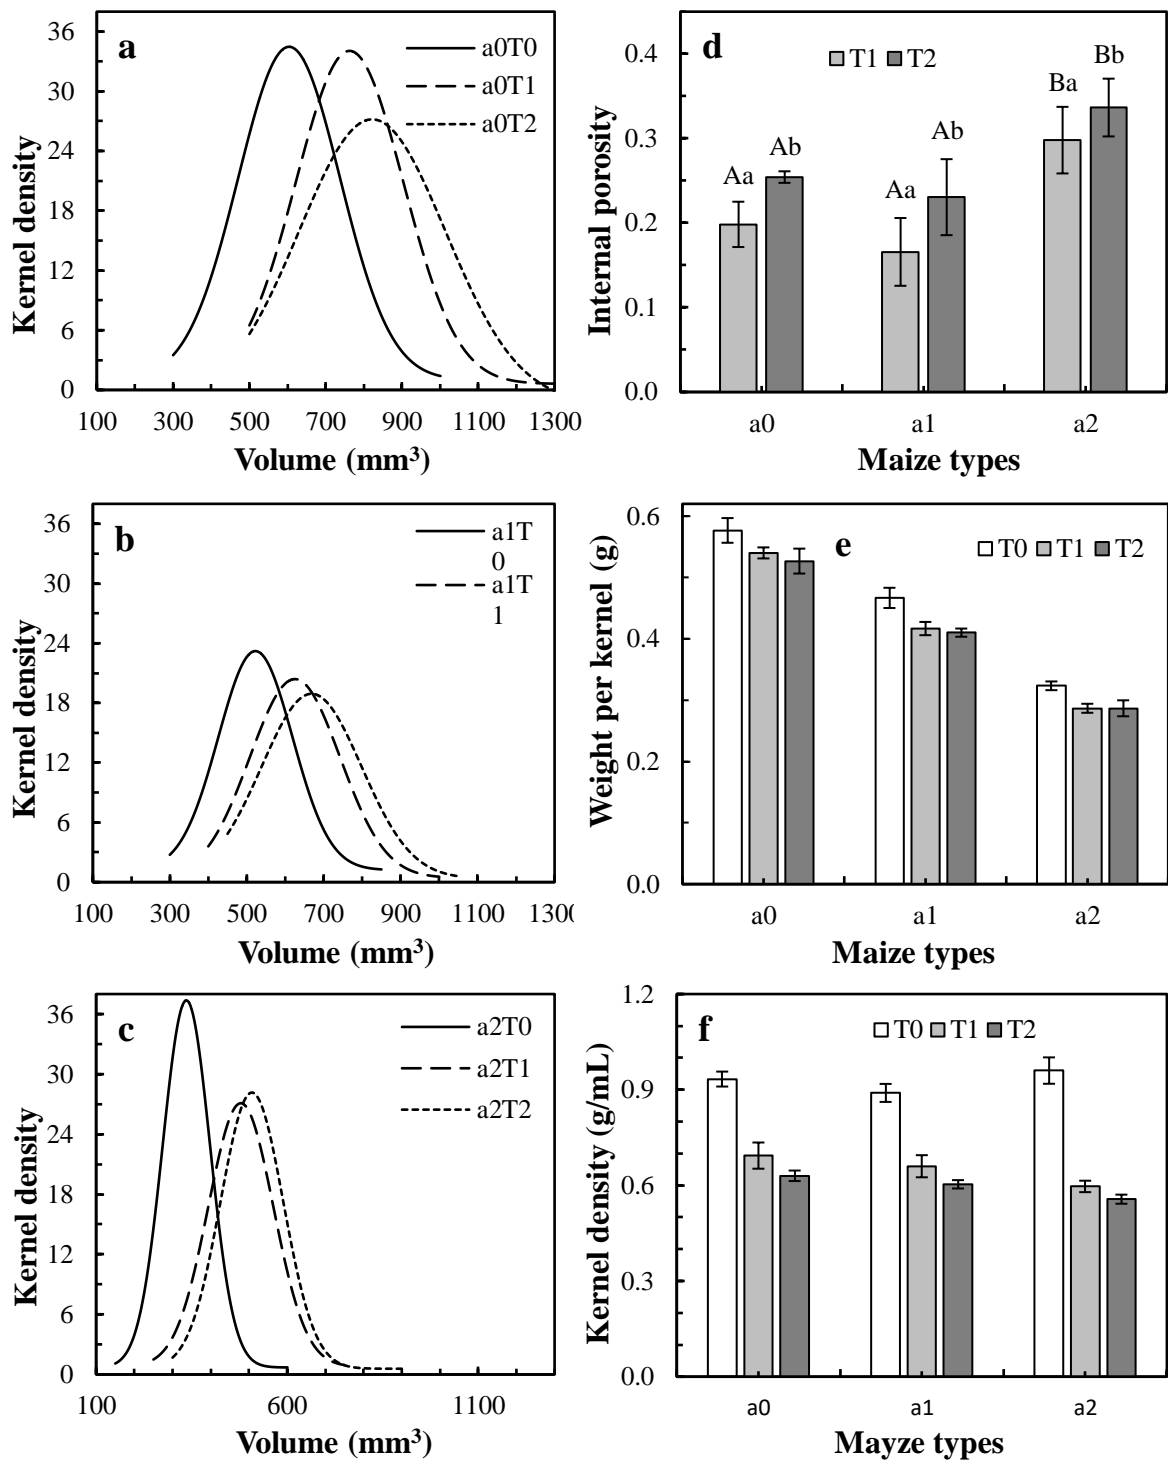 a
a0T0
a0T1
a0T2
36
30
24
18
12
6
0
Kernel density
100 300 500 700 900 1100 1300
Volume (mm³)
d
T1 T2
0.4
0.3
0.2
0.1
0.0
Internal porosity
Aa Ab Aa Ab Ba Bb
a0 a1 a2
Maize types
b
a1T
0
a1T
1
36
30
24
18
12
6
0
Kernel density
100 300 500 700 900 1100 1300
Volume (mm³)
e
T0 T1 T2
0.6
0.4
0.2
0.0
Weight per kernel (g)
a0 a1 a2
Maize types
c
a2T0
a2T1
a2T2
36
30
24
18
12
6
0
Kernel density
100 600 1100
Volume (mm³)
f
T0 T1 T2
1.2
0.9
0.6
0.3
0.0
Kernel density (g/mL)
a0 a1 a2
Mayze types